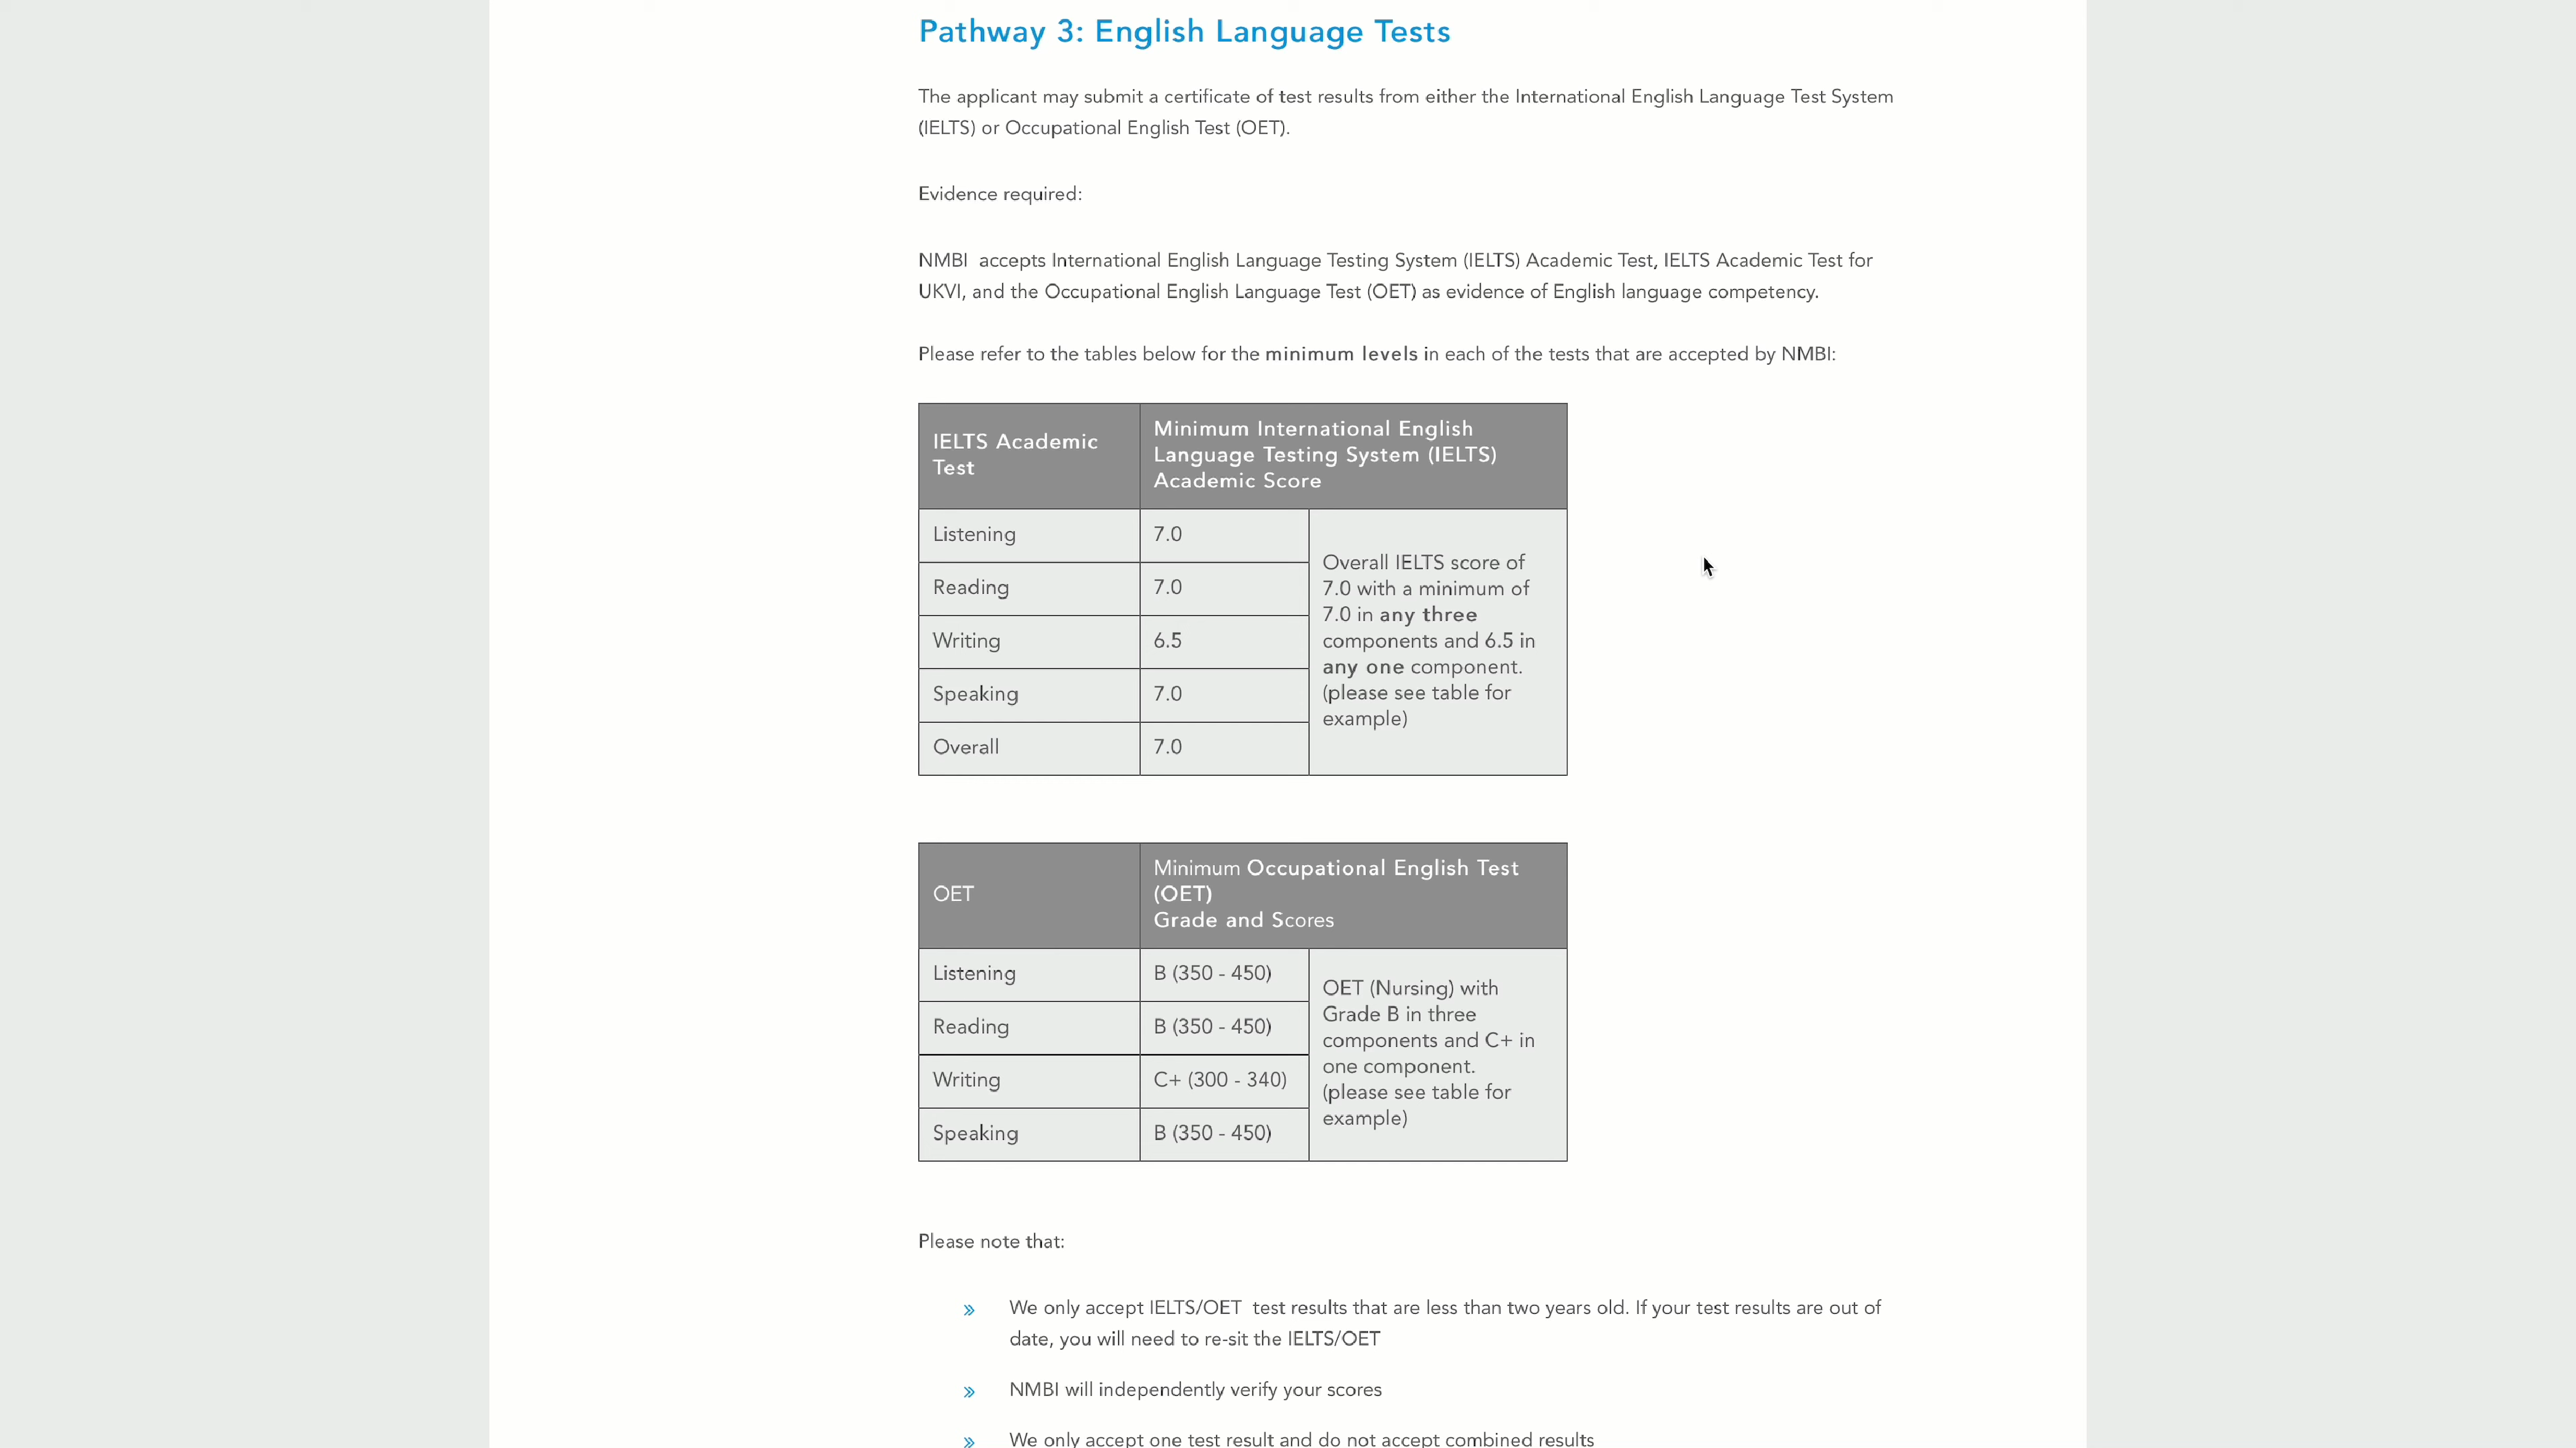 Pathway 3: English Language Tests
The applicant may submit a certificate of test results from either the International English Language Test System
(IELTS) or Occupational English Test (OET).
Evidence required:
NMBI  accepts International English Language Testing System (IELTS) Academic Test, IELTS Academic Test for
UKVI, and the Occupational English Language Test (OET) as evidence of English language competency.
Please refer to the tables below for the minimum levels in each of the tests that are accepted by NMBI:
IELTS Academic
Test
Minimum International English
Language Testing System (IELTS)
Academic Score
Listening
7.0
Reading
7.0
Writing
6.5
Speaking
7.0
Overall
7.0
Overall IELTS score of
7.0 with a minimum of
7.0 in any three
components and 6.5 in
any one component.
(please see table for
example)
OET
Minimum Occupational English Test
(OET)
Grade and Scores
Listening
B (350 - 450)
Reading
B (350 - 450)
Writing
C+ (300 - 340)
Speaking
B (350 - 450)
OET (Nursing) with
Grade B in three
components and C+ in
one component.
(please see table for
example)
Please note that:
» We only accept IELTS/OET  test results that are less than two years old. If your test results are out of
date, you will need to re-sit the IELTS/OET
» NMBI will independently verify your scores
» We only accept one test result and do not accept combined results